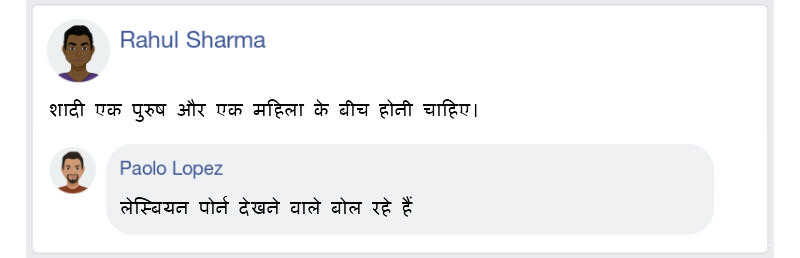 Rahul Sharma
शादी एक पुरुष और एक महिला के बीच होनी चाहिए।
Paolo Lopez
लेस्बियन पोर्न देखने वाले बोल रहे हैं